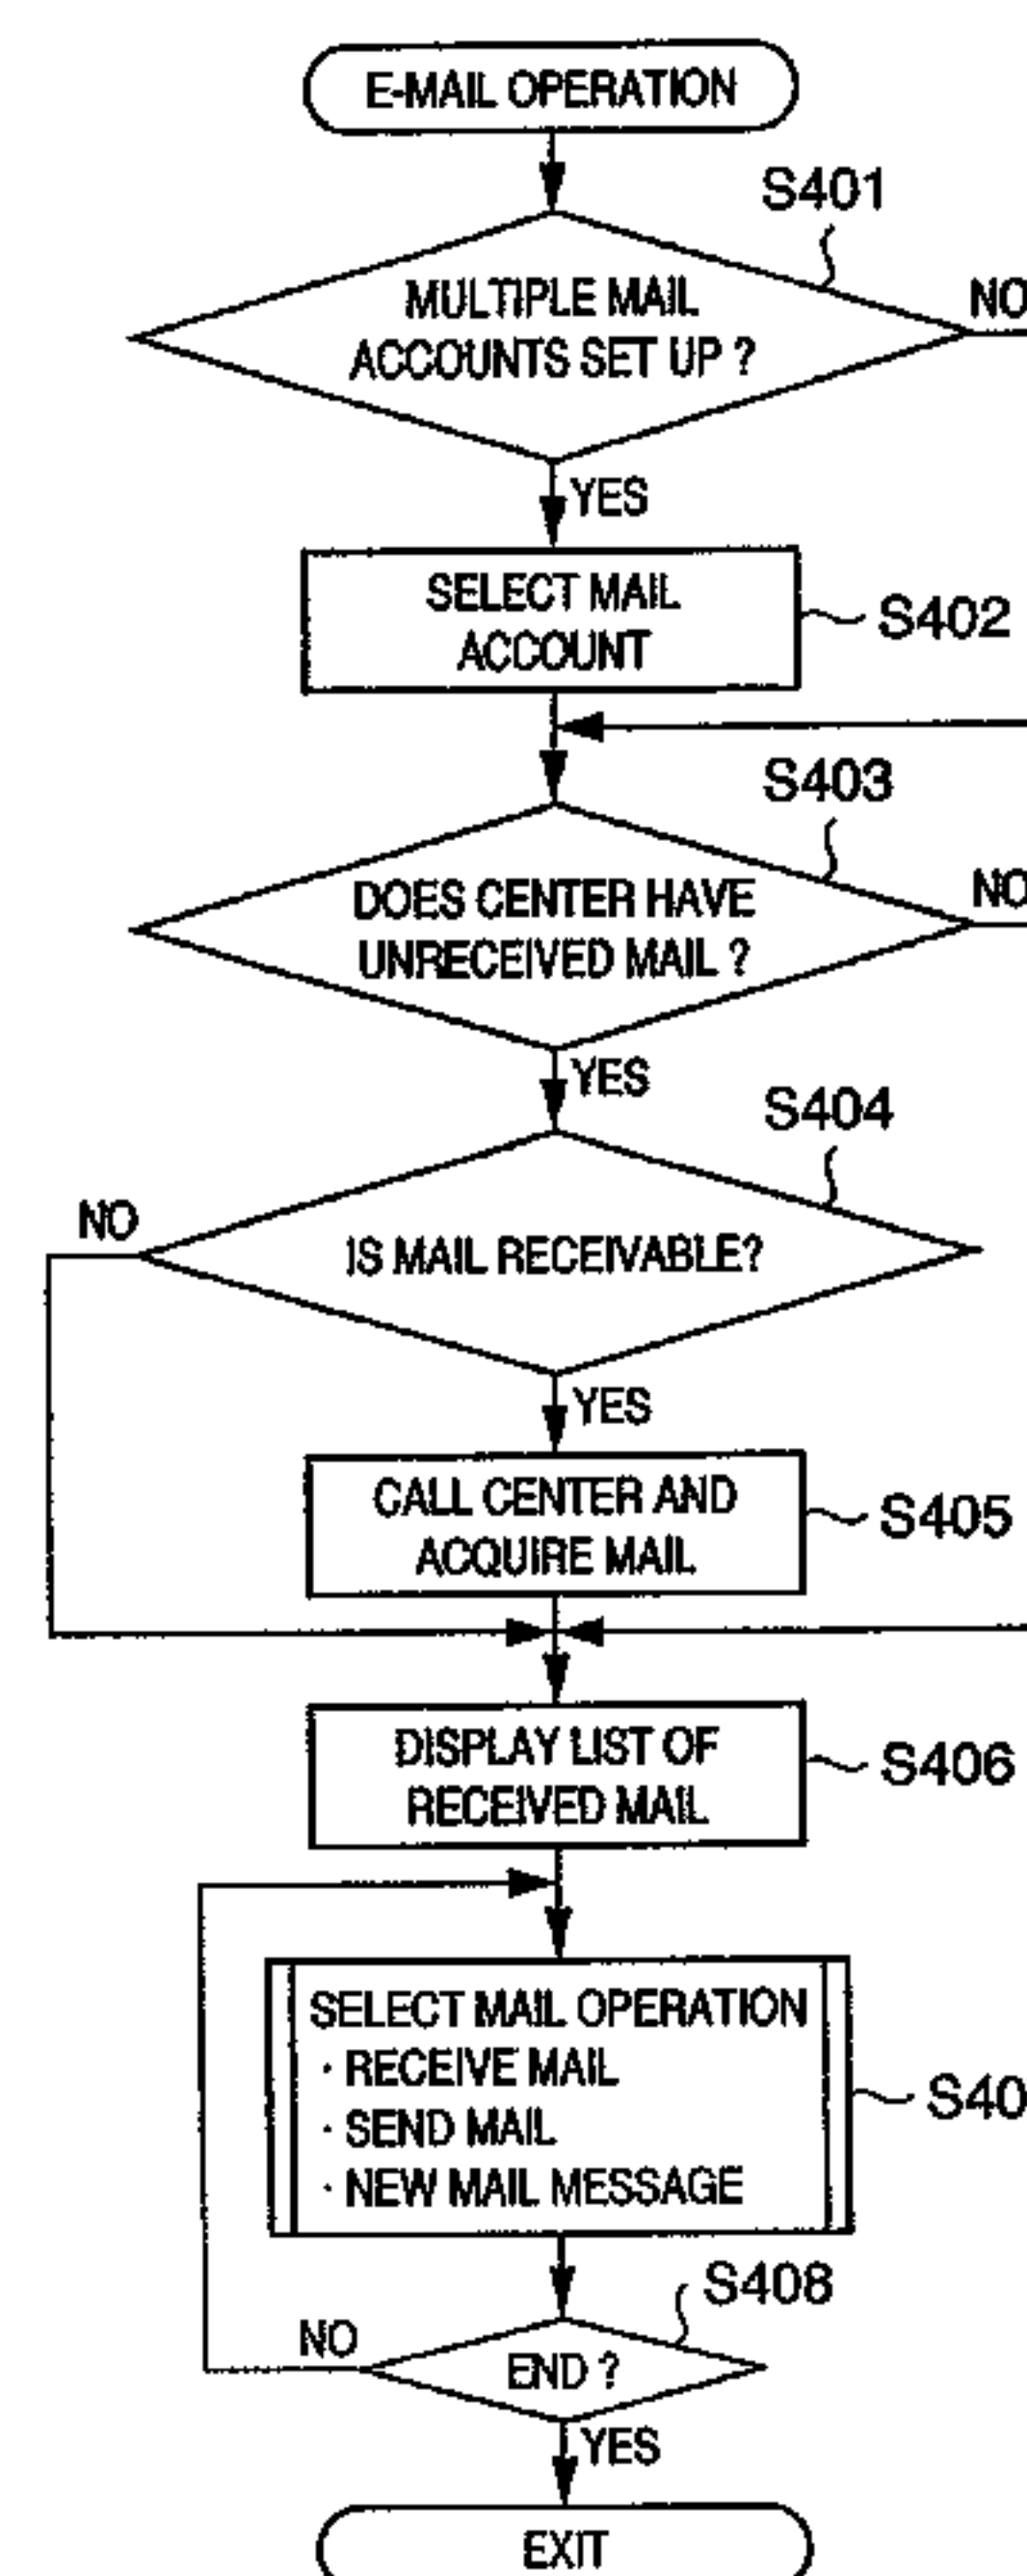 E-MAIL OPERATION
S401
MULTIPLE MAIL
ACCOUNTS SET UP ?
NO
YES
SELECT MAIL
ACCOUNT
S402
S403
DOES CENTER HAVE
UNRECEIVED MAIL ?
NO
YES
S404
NO
IS MAIL RECEIVABLE?
YES
CALL CENTER AND
ACQUIRE MAIL
S405
DISPLAY LIST OF
RECEIVED MAIL
S406
SELECT MAIL OPERATION
· RECEIVE MAIL
· SEND MAIL
· NEW MAIL MESSAGE
S40
S408
NO
END ?
YES
EXIT